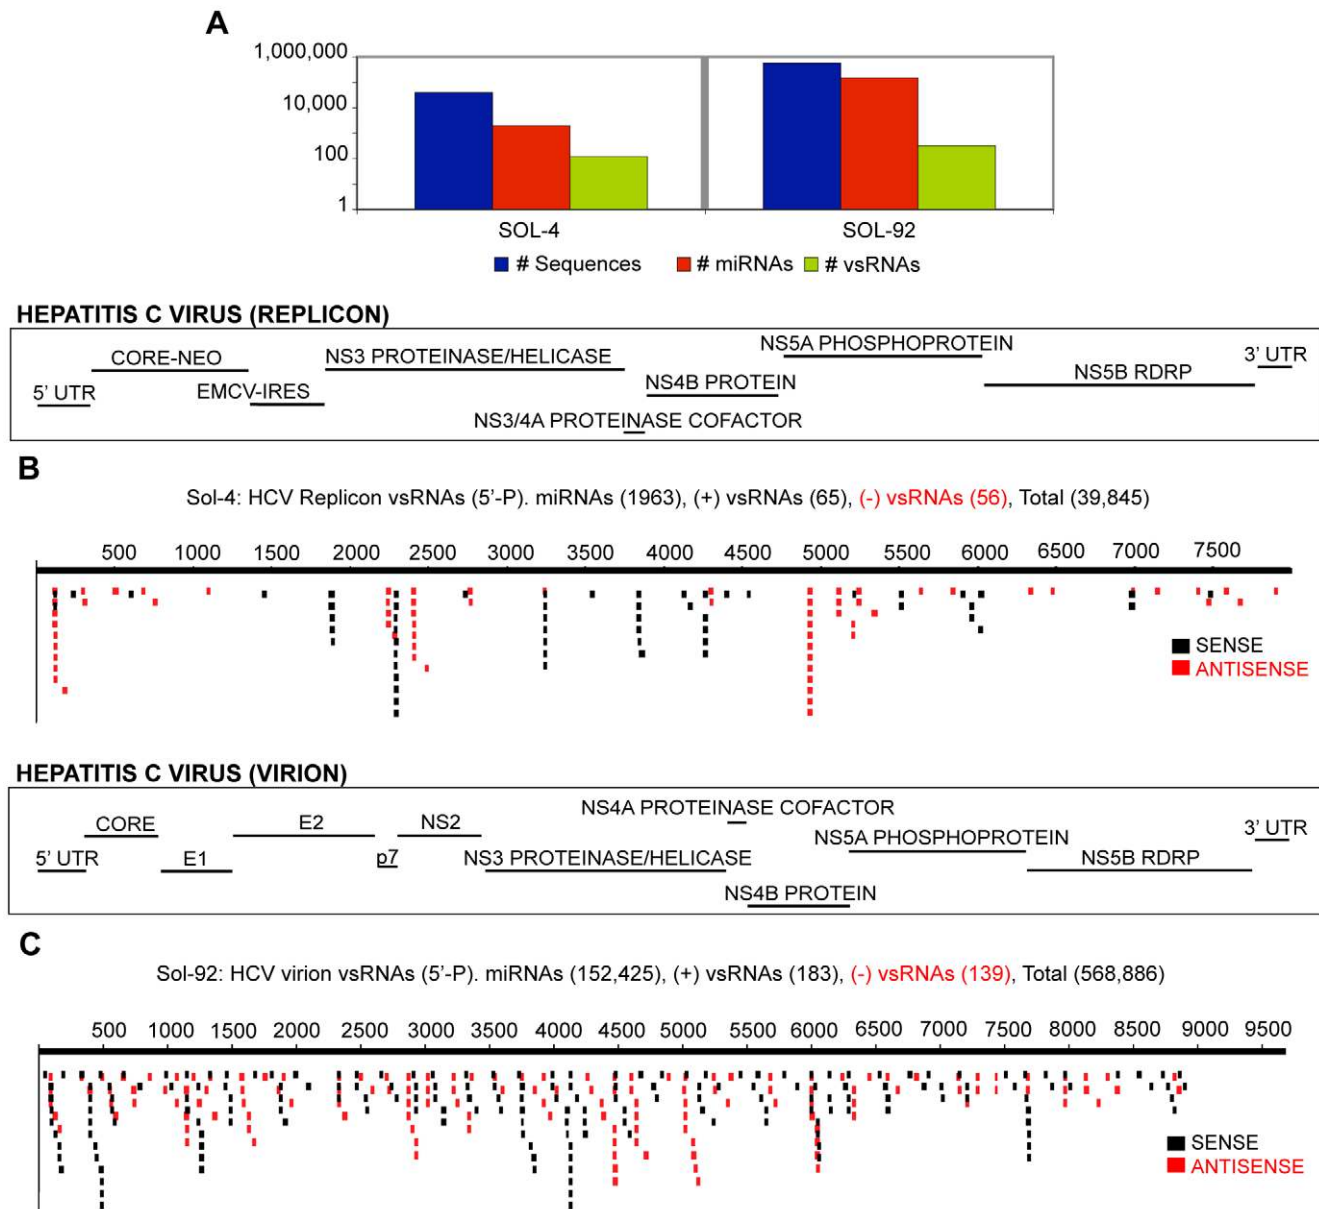 A
1,000,000
10,000
100
1
SOL-4 SOL-92
# Sequences # miRNAs # vsRNAs
HEPATITIS C VIRUS (REPLICON)
NS5A PHOSPHOPROTEIN
CORE-NEO NS3 PROTEINASE/HELICASE 3' UTR
NS4B PROTEIN NS5B RDRP
5' UTR EMCV-IRES
NS3/4A PROTEINASE COFACTOR
B
Sol-4: HCV Replicon vsRNAs (5'-P). miRNAs (1963), (+) vsRNAs (65), (-) vsRNAs (56), Total (39,845)
500 1000 1500 2000 2500 3000 3500 4000 4500 5000 5500 6000 6500 7000 7500
SENSE
ANTISENSE
HEPATITIS C VIRUS (VIRION)
NS4A PROTEINASE COFACTOR
CORE E2 NS2 3' UTR
NS5A PHOSPHOPROTEIN
5' UTR E1 p7 NS3 PROTEINASE/HELICASE NS5B RDRP
NS4B PROTEIN
C
Sol-92: HCV virion vsRNAs (5'-P). miRNAs (152,425), (+) vsRNAs (183), (-) vsRNAs (139), Total (568,886)
500 1000 1500 2000 2500 3000 3500 4000 4500 5000 5500 6000 6500 7000 7500 8000 8500 9000 9500
SENSE
ANTISENSE